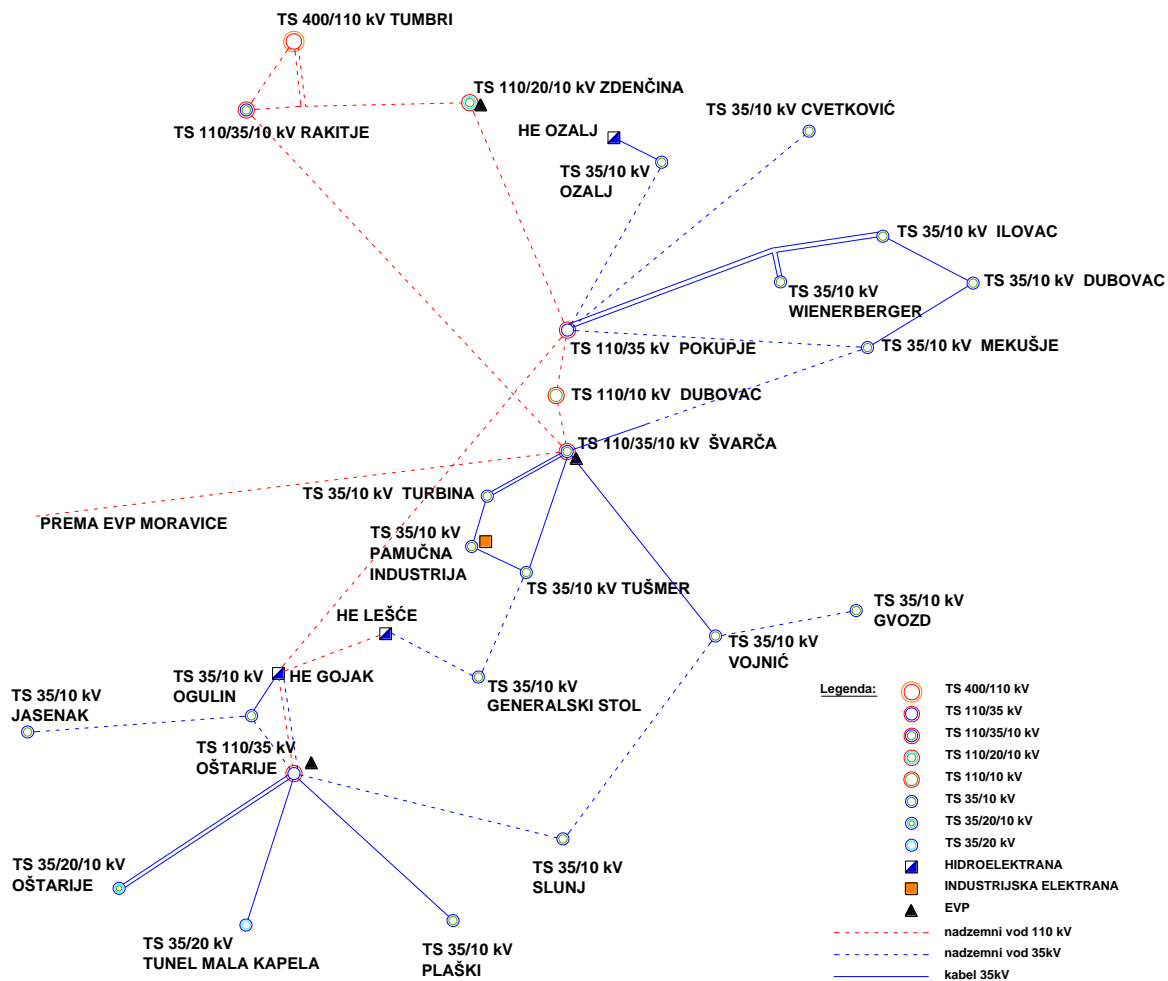 TS 400/110 kV TUMBRI
TS 110/20/10 kV ZDENČINA
TS 35/10 kV CVETKOVIĆ
TS 110/35/10 kV RAKITJE
HE OZALJ
TS 35/10 kV
OZALJ
TS 35/10 kV ILOVAC
TS 35/10 kV DUBOVAC
TS 35/10 kV
WIENERBERGER
TS 110/35 kV POKUPJE
TS 35/10 kV MEKUŠJE
TS 110/10 kV DUBOVAC
TS 110/35/10 kV ŠVARČA
TS 35/10 kV TURBINA
PREMA EVP MORAVICE
TS 35/10 kV
PAMUČNA
INDUSTRIJA
TS 35/10 kV TUŠMER
TS 35/10 kV
GVOZD
HE LEŠĆE
TS 35/10 kV
VOJNIĆ
TS 35/10 kV
OGULIN
HE GOJAK
TS 35/10 kV
GENERALSKI STOL
TS 35/10 kV
JASENAK
TS 110/35 kV
OŠTARIJE
TS 35/20/10 kV
OŠTARIJE
TS 35/10 kV
SLUNJ
TS 35/20 kV
TUNEL MALA KAPELA
TS 35/10 kV
PLAŠKI
Legenda:
TS 400/110 kV
TS 110/35 kV
TS 110/35/10 kV
TS 110/20/10 kV
TS 110/10 kV
TS 35/10 kV
TS 35/20/10 kV
TS 35/20 kV
HIDROELEKTRANA
INDUSTRIJSKA ELEKTRANA
EVP
nadzemni vod 110 kV
nadzemni vod 35kV
kabel 35kV